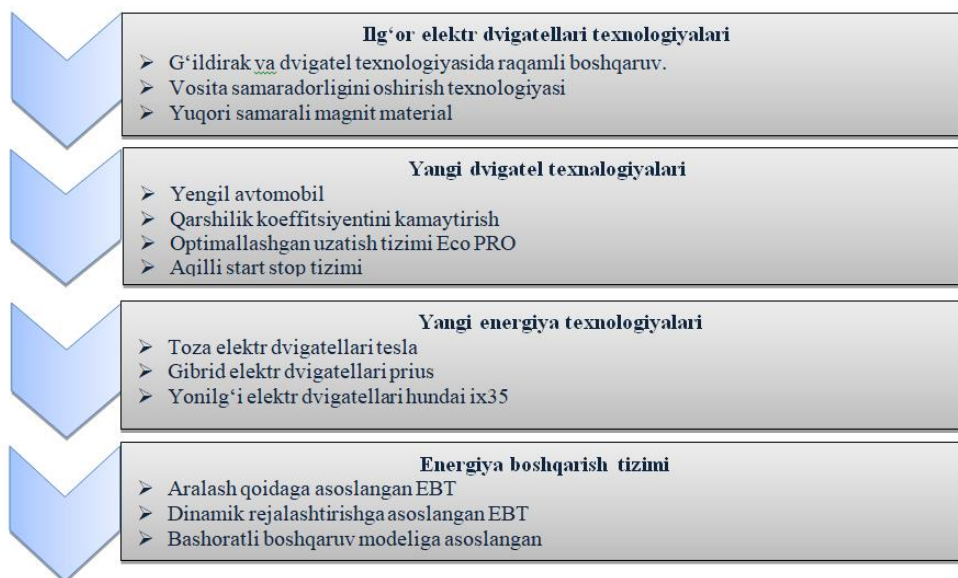 Ilg‘or elektr dvigatellari texnologiyalari
G‘ildirak va dvigatel texnologiyasida raqamli boshqaruv.
Vosita samaradorligini oshirish texnologiyasi
Yuqori samarali magnit material
Yangi dvigatel texnalogiyalari
Yengil avtomobil
Qarshilik koeffitsiyentini kamaytirish
Optimallashgan uzatish tizimi Eco PRO
Aqilli start stop tizimi
Yangi energiya texnologiyalari
Toza elektr dvigatellari tesla
Gibrid elektr dvigatellari prius
Yonilg‘i elektr dvigatellari hundai ix35
Energiya boshqarish tizimi
Aralash qoidaga asoslangan EBT
Dinamik rejalashtirishga asoslangan EBT
Bashoratli boshqaruv modeliga asoslangan